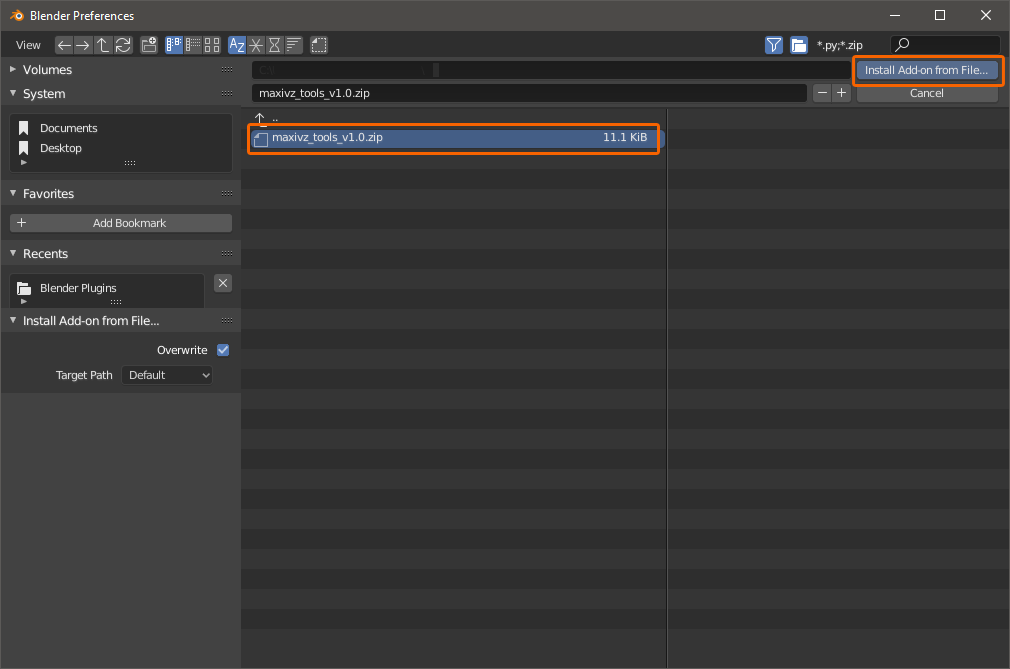 Blender Preferences
View
*.py;*.zip
Volumes
Install Add-on from File...
System
maxivz_tools_v1.0.zip
Cancel
..
Documents
maxivz_tools_v1.0.zip 11.1 KiB
Desktop
Favorites
Add Bookmark
Recents
Blender Plugins
Install Add-on from File...
Overwrite
Target Path Default